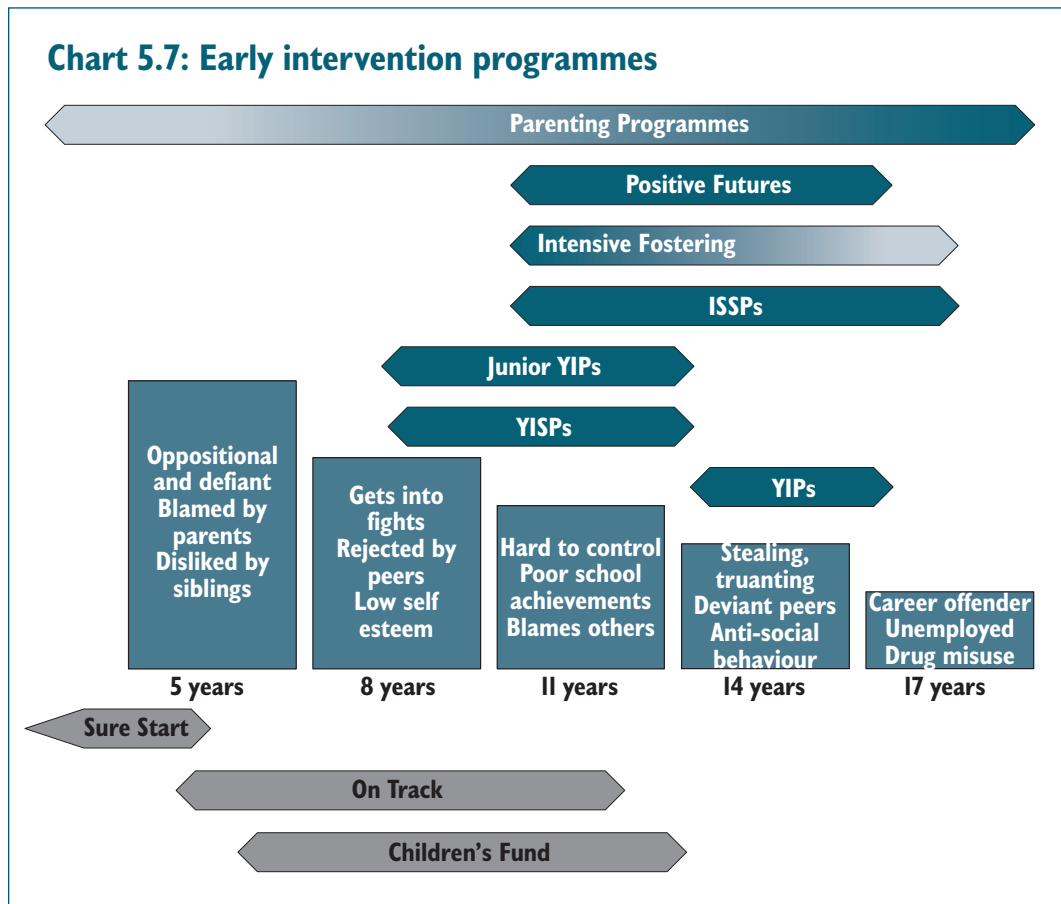 Chart 5.7: Early intervention programmes
Parenting Programmes
Positive Futures
Intensive Fostering
ISSPs
Junior YIPs
YISPs
YIPs
Oppositional
and defiant
Blamed by
parents
Disliked by
siblings
Gets into
fights
Rejected by
peers
Low self
esteem
Hard to control
Poor school
achievements
Blames others
Stealing,
truanting
Deviant peers
Anti-social
behaviour
Career offender
Unemployed
Drug misuse
5 years
8 years
11 years
14 years
17 years
Sure Start
On Track
Children's Fund